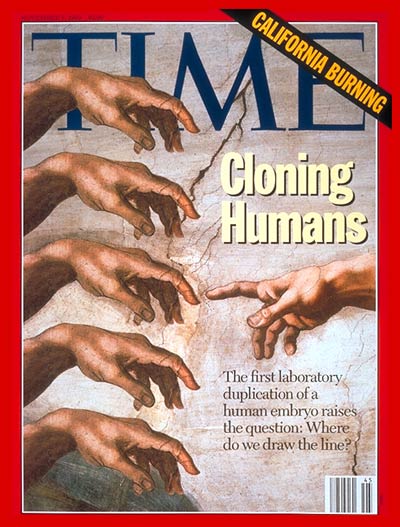 CALIFORNIA BURNING
TIME
Cloning
Humans
The first laboratory
duplication of a
human embryo raises
the question: Where
do we draw the line?
45